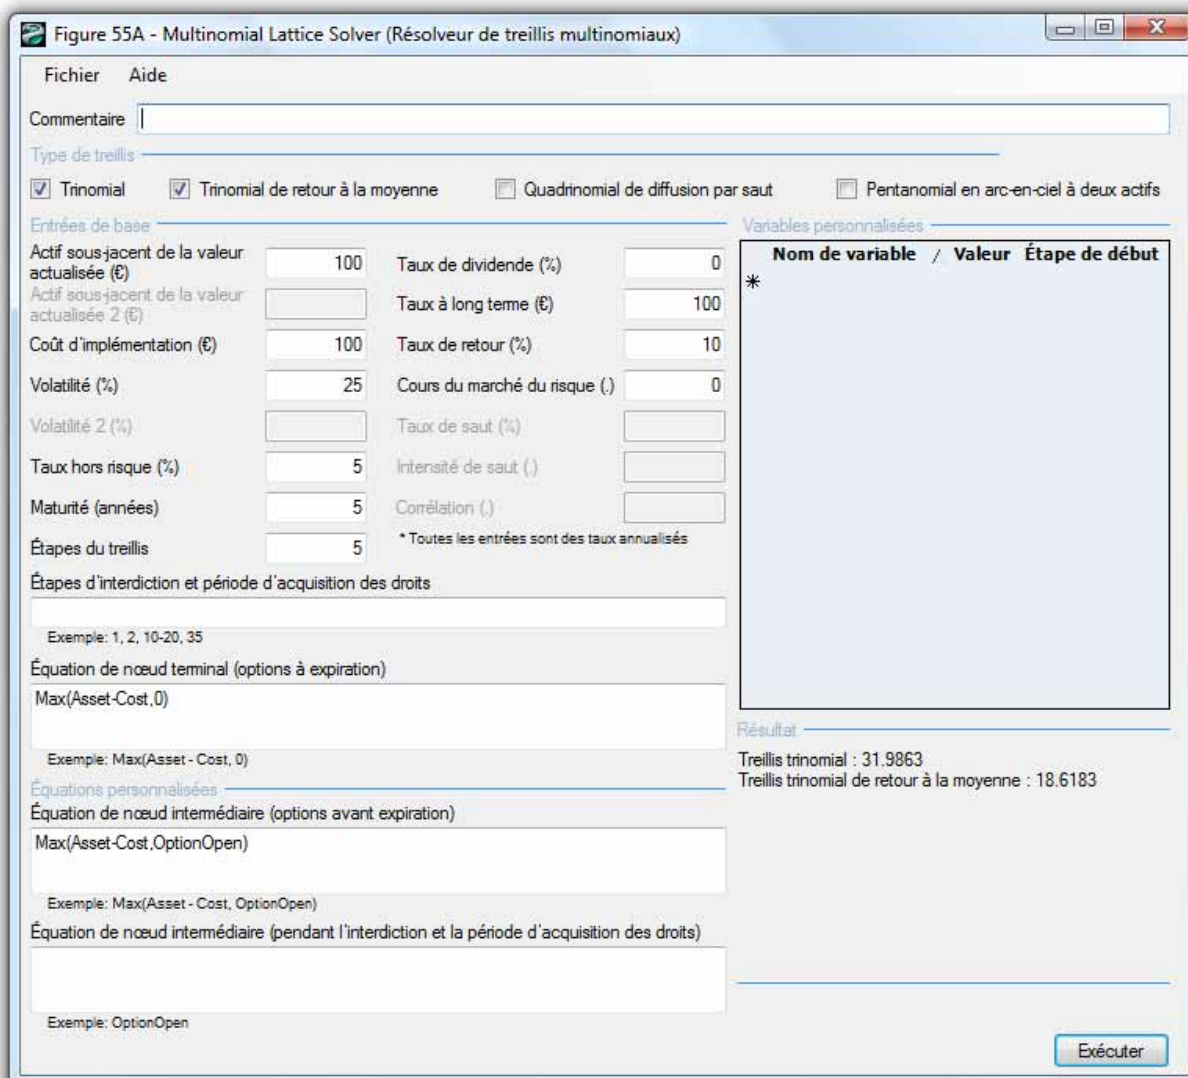 Figure 55A - Multinomial Lattice Solver (Résolveur de treillis multinomiaux)
Fichier Aide
Commentaire
Type de treillis
Trinomial Trinomial de retour à la moyenne Quadrinomial de diffusion par saut Pentanomial en arc-en-ciel à deux actifs
Entrées de base
Actif sous-jacent de la valeur
actualisée (€) 100
Actif sous-jacent de la valeur
actualisée 2 (€)
Coût d'implémentation (€) 100
Volatilité (%) 25
Volatilité 2 (%)
Taux hors risque (%) 5
Maturité (années) 5
Étapes du treillis 5
Taux de dividende (%) 0
Taux à long terme (€) 100
Taux de retour (%) 10
Cours du marché du risque (.) 0
Taux de saut (%)
Intensité de saut (.)
Corrélation (.)
* Toutes les entrées sont des taux annualisés
Étapes d'interdiction et période d'acquisition des droits
Exemple: 1, 2, 10-20, 35
Équation de nœud terminal (options à expiration)
Max(Asset-Cost,0)
Exemple: Max(Asset - Cost, 0)
Équations personnalisées
Équation de nœud intermédiaire (options avant expiration)
Max(Asset-Cost,OptionOpen)
Exemple: Max(Asset - Cost, OptionOpen)
Équation de nœud intermédiaire (pendant l'interdiction et la période d'acquisition des droits)
Exemple: OptionOpen
Variables personnalisées
Nom de variable / Valeur Étape de début
*
Résultat
Treillis trinomial : 31.9863
Treillis trinomial de retour à la moyenne : 18.6183
Exécuter